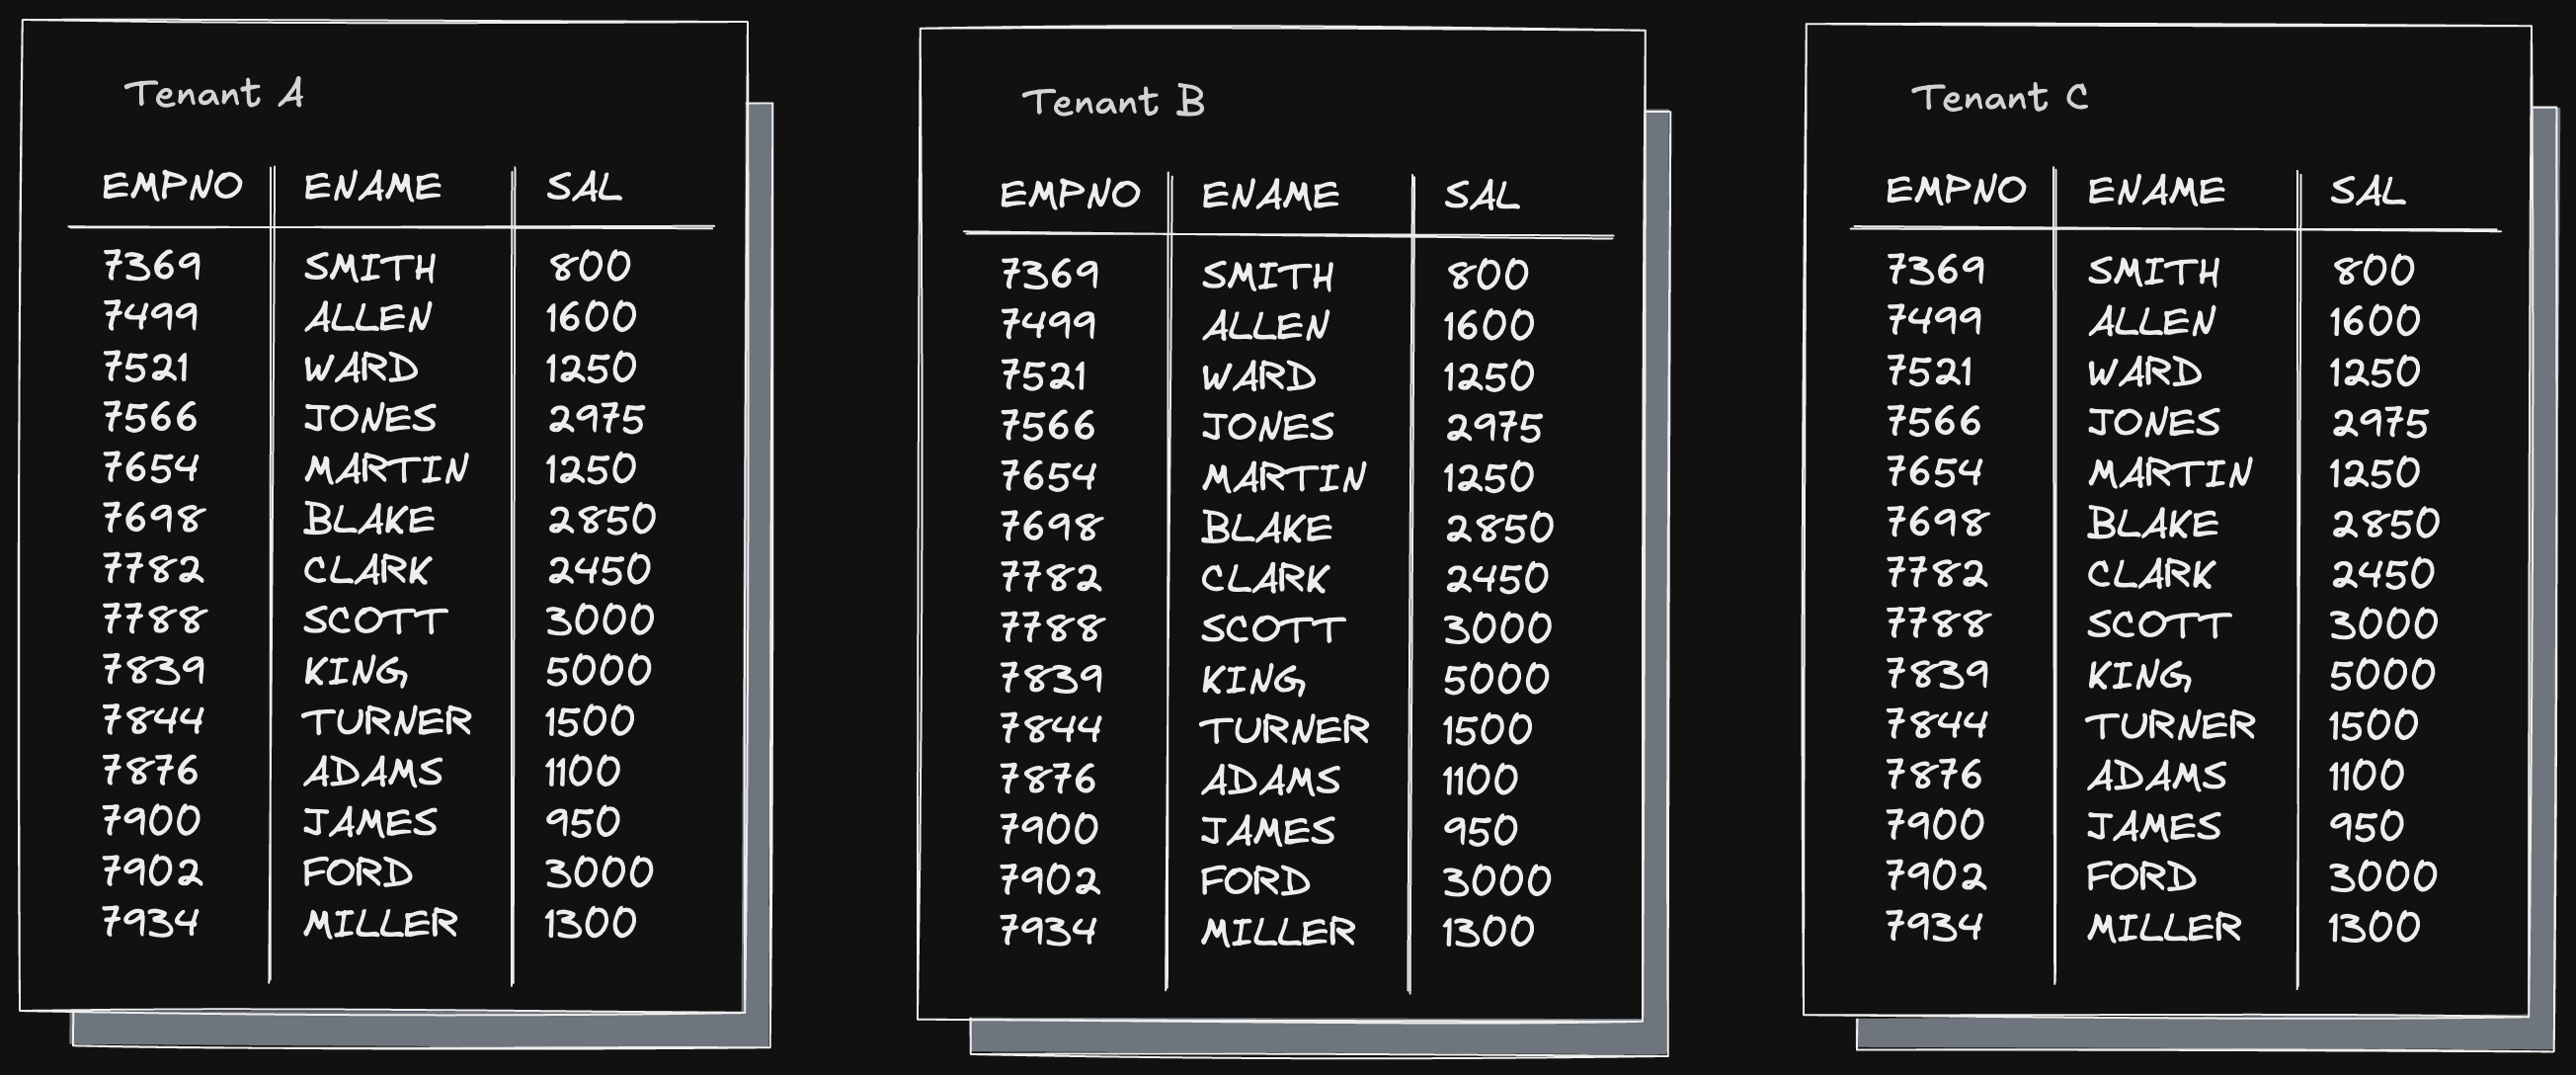 Tenant A
EMPNO ENAME SAL
7369 SMITH 800
7499 ALLEN 1600
7521 WARD 1250
7566 JONES 2975
7654 MARTIN 1250
7698 BLAKE 2850
7782 CLARK 2450
7788 SCOTT 3000
7839 KING 5000
7844 TURNER 1500
7876 ADAMS 1100
7900 JAMES 950
7902 FORD 3000
7934 MILLER 1300
Tenant B
EMPNO ENAME SAL
7369 SMITH 800
7499 ALLEN 1600
7521 WARD 1250
7566 JONES 2975
7654 MARTIN 1250
7698 BLAKE 2850
7782 CLARK 2450
7788 SCOTT 3000
7839 KING 5000
7844 TURNER 1500
7876 ADAMS 1100
7900 JAMES 950
7902 FORD 3000
7934 MILLER 1300
Tenant C
EMPNO ENAME SAL
7369 SMITH 800
7499 ALLEN 1600
7521 WARD 1250
7566 JONES 2975
7654 MARTIN 1250
7698 BLAKE 2850
7782 CLARK 2450
7788 SCOTT 3000
7839 KING 5000
7844 TURNER 1500
7876 ADAMS 1100
7900 JAMES 950
7902 FORD 3000
7934 MILLER 1300